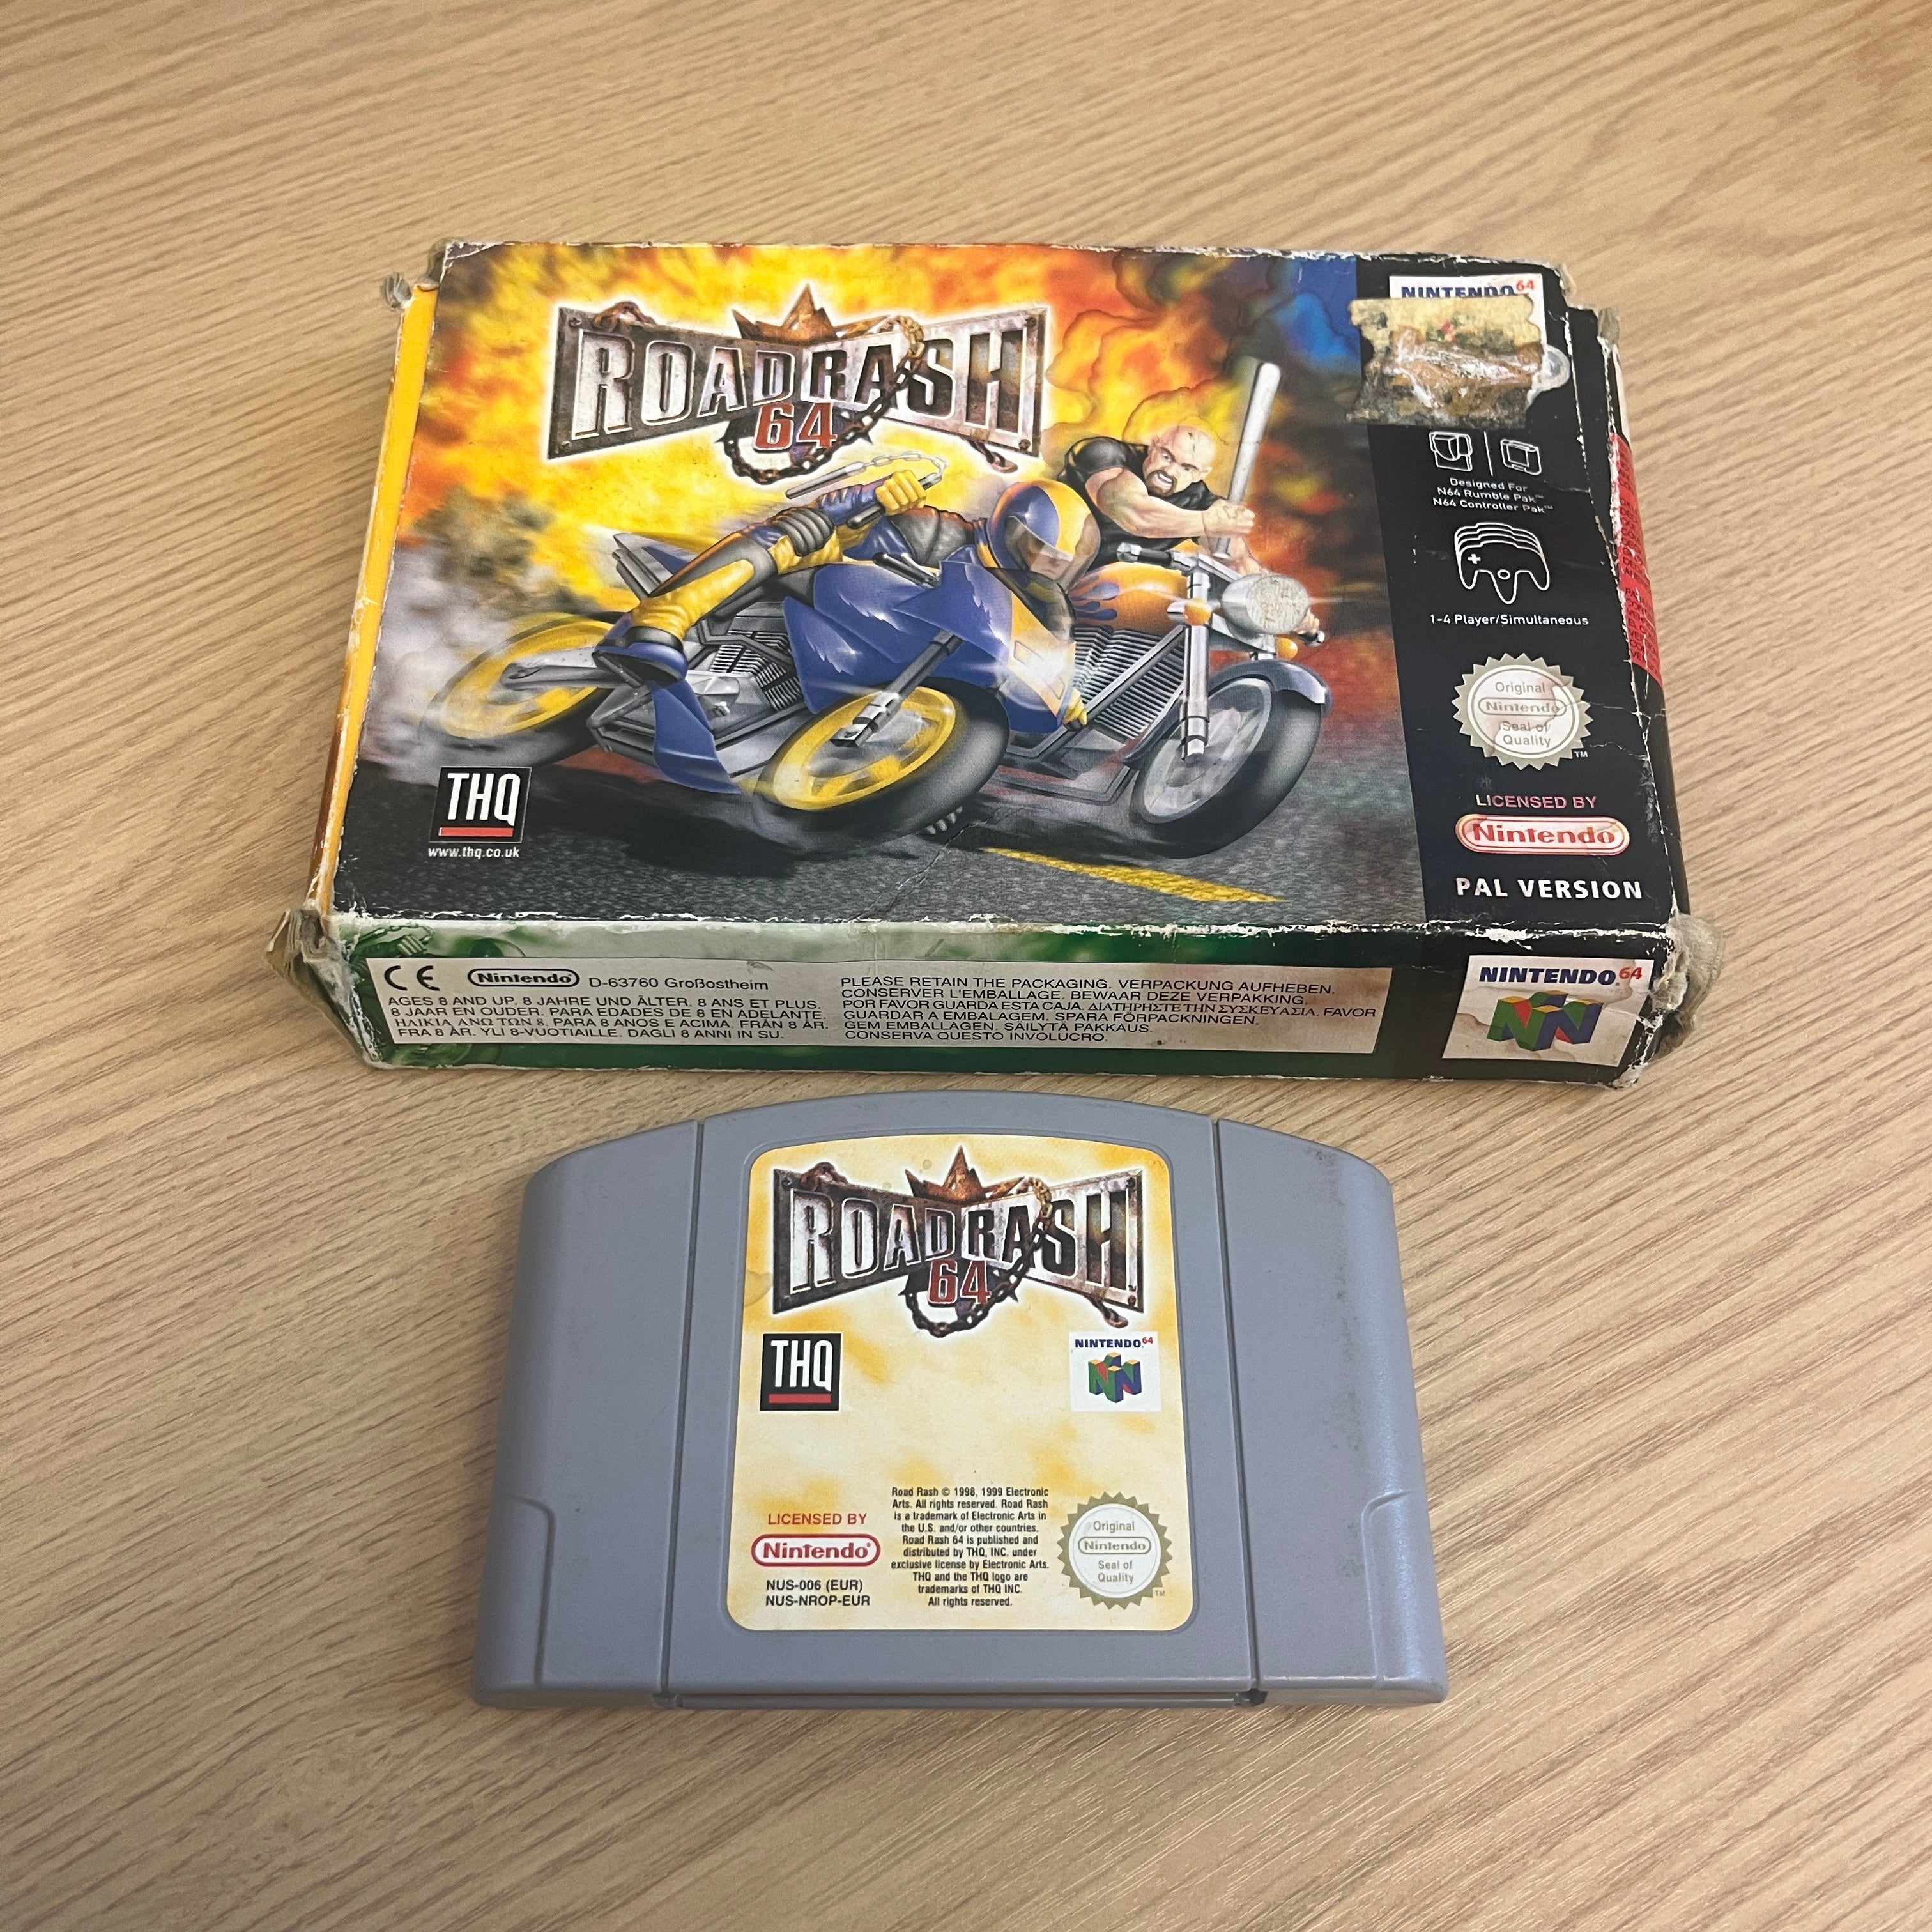 ROAD RASH
64
NINTENDO 64
Designed For
N64 Rumble Pak™
N64 Controller Pak™
1-4 Player/Simultaneous
Original
Nintendo
Seal of
Quality
TM
LICENSED BY
Nintendo
PAL VERSION
THQ
www.thq.co.uk
CE Nintendo D-63760 Großostheim
AGES 8 AND UP. 8 JAHRE UND ÄLTER. 8 ANS ET PLUS.
8 JAAR EN OUDER. PARA EDADES DE 8 EN ADELANTE.
ΗΛΙΚΙΑ ΑΝΩ ΤΩΝ 8. PARA 8 ANOS E ACIMA. FRÅN 8 ÅR.
FRA 8 ÅR. YLI 8-VUOTIAILLE. DAGLI 8 ANNI IN SU.
PLEASE RETAIN THE PACKAGING. VERPACKUNG AUFHEBEN.
CONSERVER L'EMBALLAGE. BEWAAR DEZE VERPAKKING.
POR FAVOR GUARDA ESTA CAJA. ΔΙΑΤΗΡΗΣΤΕ ΤΗΝ ΣΥΣΚΕΥΑΣΙΑ. FAVOR
GUARDAR A EMBALAGEM. SPARA FÖRPACKNINGEN.
GEM EMBALLAGEN. SÄILYTÄ PAKKAUS.
CONSERVA QUESTO INVOLUCRO.
NINTENDO 64
ROAD RASH
64
THQ
NINTENDO 64
LICENSED BY
Nintendo
NUS-006 (EUR)
NUS-NROP-EUR
Road Rash © 1998, 1999 Electronic
Arts. All rights reserved. Road Rash
is a trademark of Electronic Arts in
the U.S. and/or other countries.
Road Rash 64 is published and
distributed by THQ, INC. under
exclusive license by Electronic Arts.
THQ and the THQ logo are
trademarks of THQ INC.
All rights reserved.
Original
Nintendo
Seal of
Quality
TM